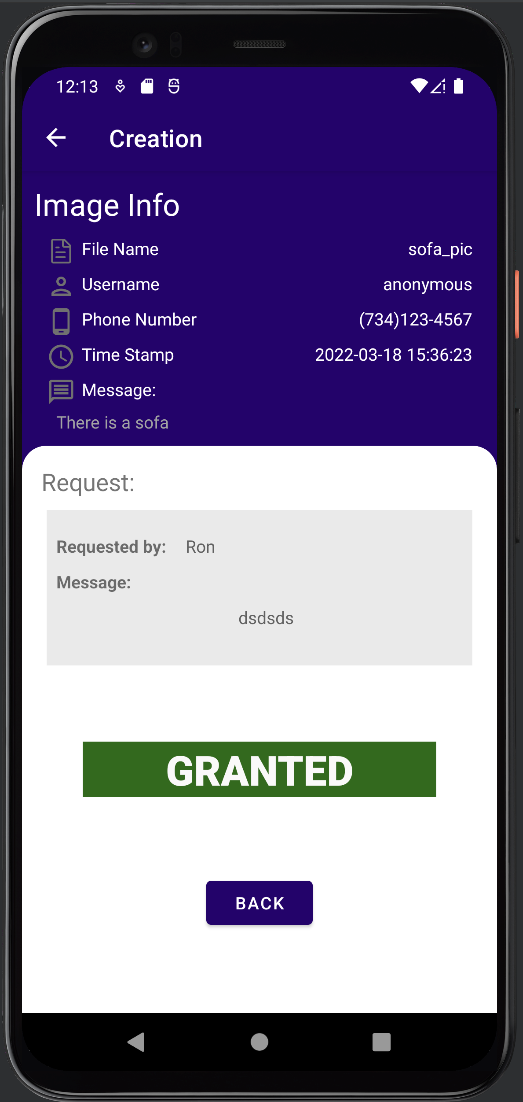 12:13
Creation
Image Info
File Name sofa_pic
Username anonymous
Phone Number (734)123-4567
Time Stamp 2022-03-18 15:36:23
Message:
There is a sofa
Request:
Requested by: Ron
Message:
dsdsds
GRANTED
BACK